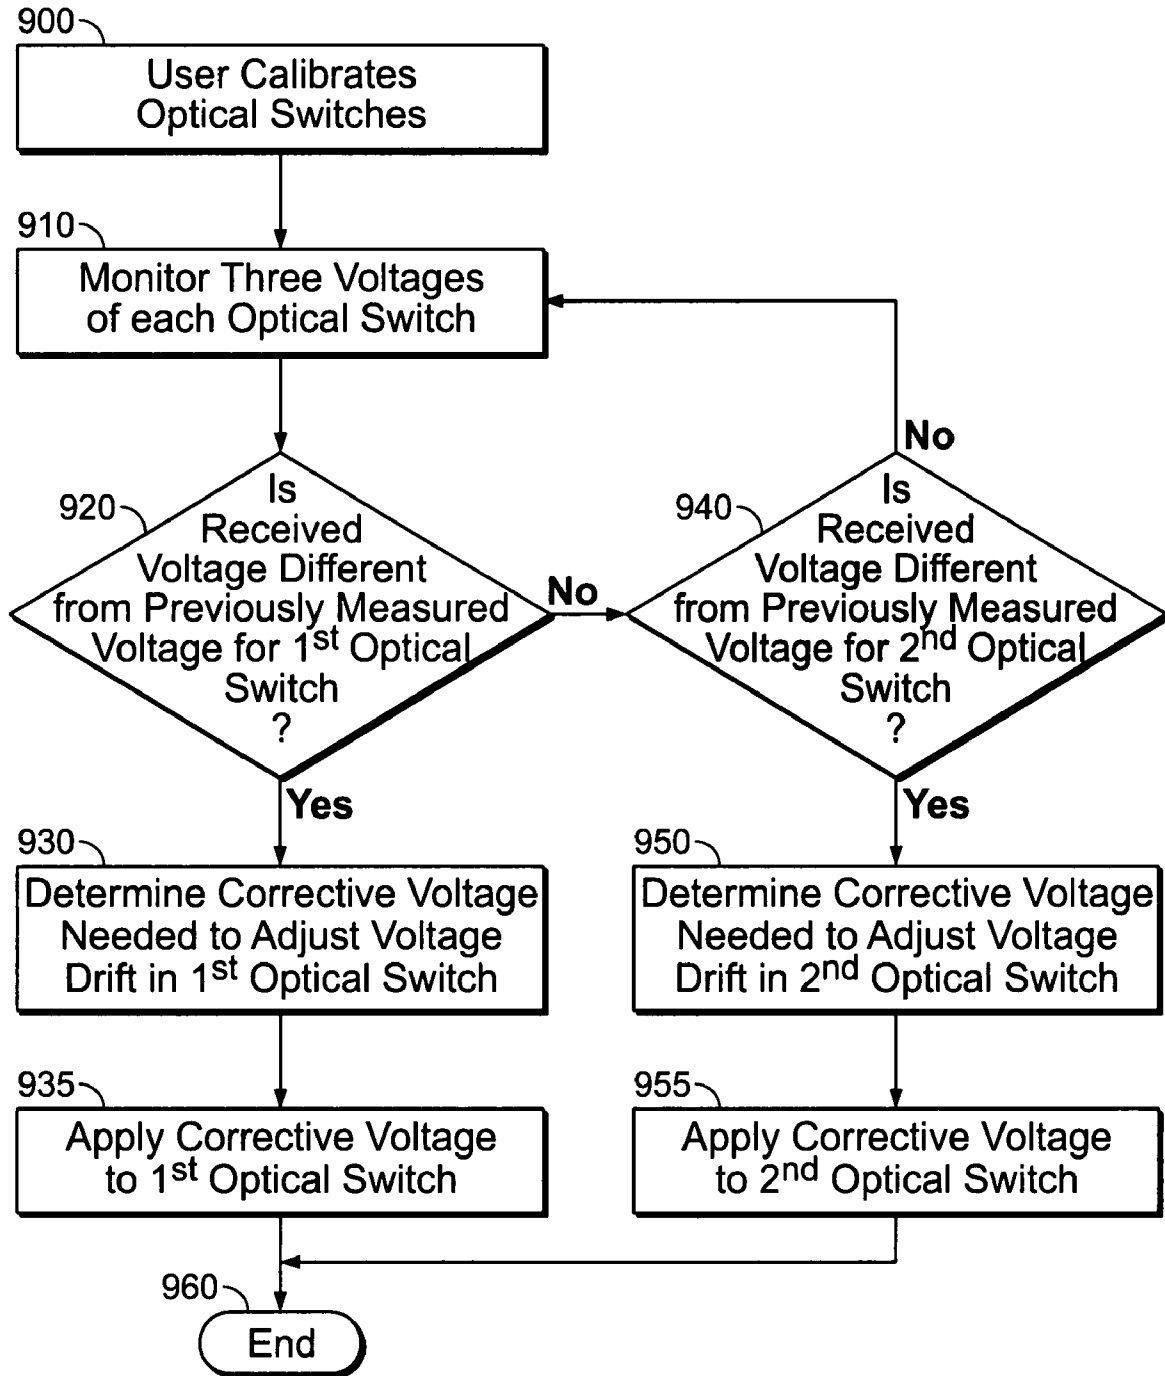 900
User Calibrates
Optical Switches
910
Monitor Three Voltages
of each Optical Switch
920
Is
Received
Voltage Different
from Previously Measured
Voltage for 1st Optical
Switch
?
No
940
No
Is
Received
Voltage Different
from Previously Measured
Voltage for 2nd Optical
Switch
?
Yes
930
Determine Corrective Voltage
Needed to Adjust Voltage
Drift in 1st Optical Switch
935
Apply Corrective Voltage
to 1st Optical Switch
Yes
950
Determine Corrective Voltage
Needed to Adjust Voltage
Drift in 2nd Optical Switch
955
Apply Corrective Voltage
to 2nd Optical Switch
960
End